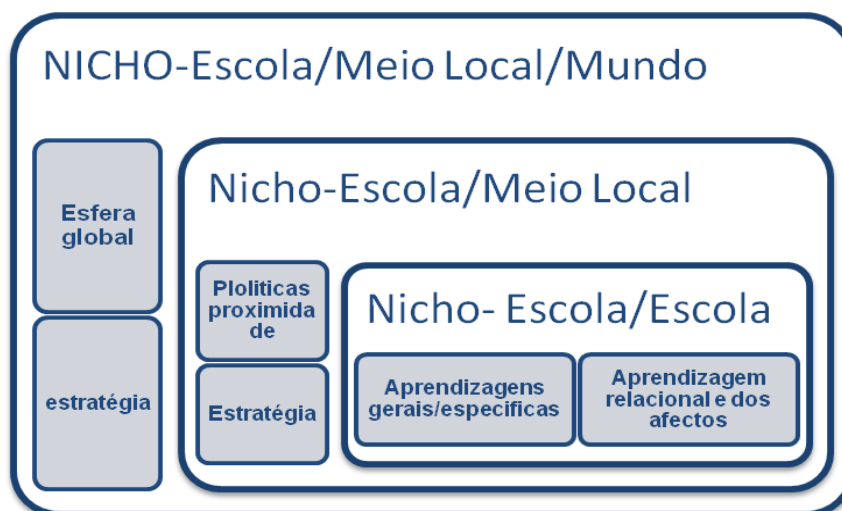 NICHO-Escola/Meio Local/Mundo
Esfera
global
estratégia
Nicho-Escola/Meio Local
Ploliticas
proximida
de
Estratégia
Nicho- Escola/Escola
Aprendizagens
gerais/especificas
Aprendizagem
relacional e dos
afectos